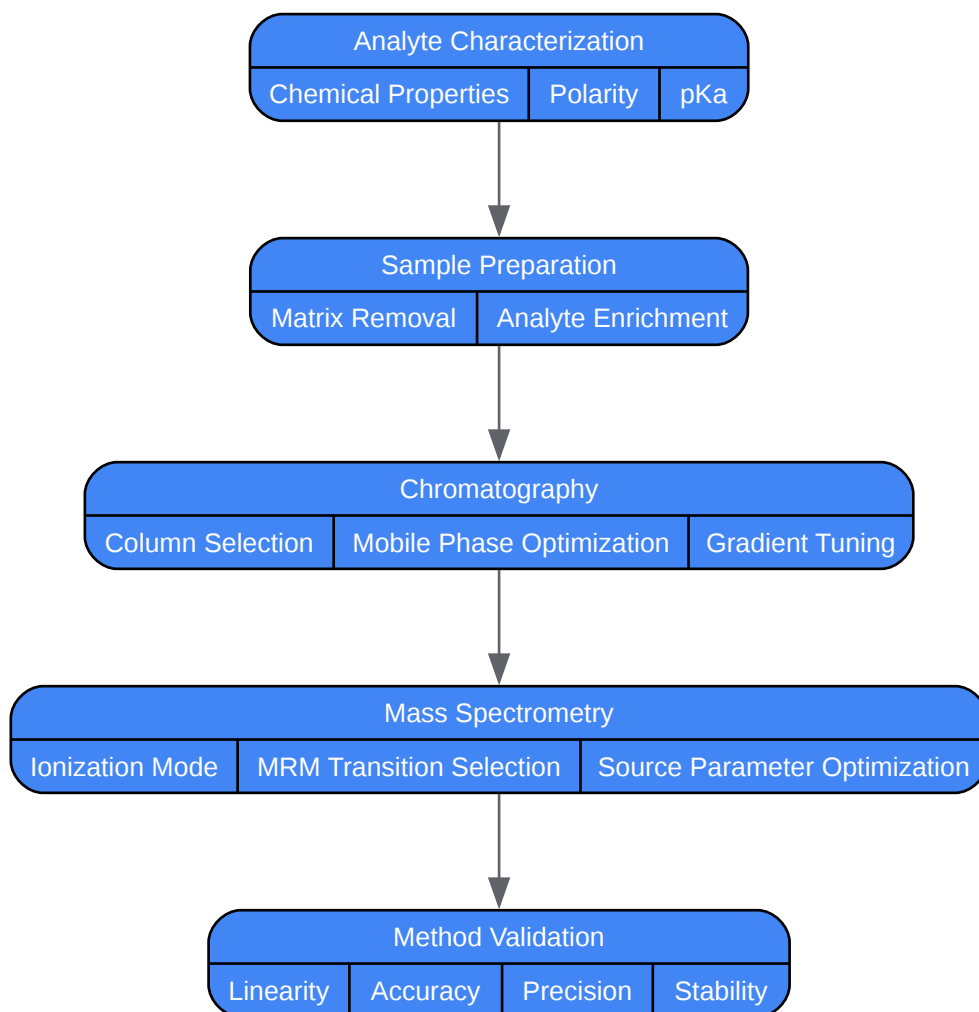 Analyte Characterization
Chemical Properties Polarity pKa
Sample Preparation
Matrix Removal Analyte Enrichment
Chromatography
Column Selection Mobile Phase Optimization Gradient Tuning
Mass Spectrometry
Ionization Mode MRM Transition Selection Source Parameter Optimization
Method Validation
Linearity Accuracy Precision Stability